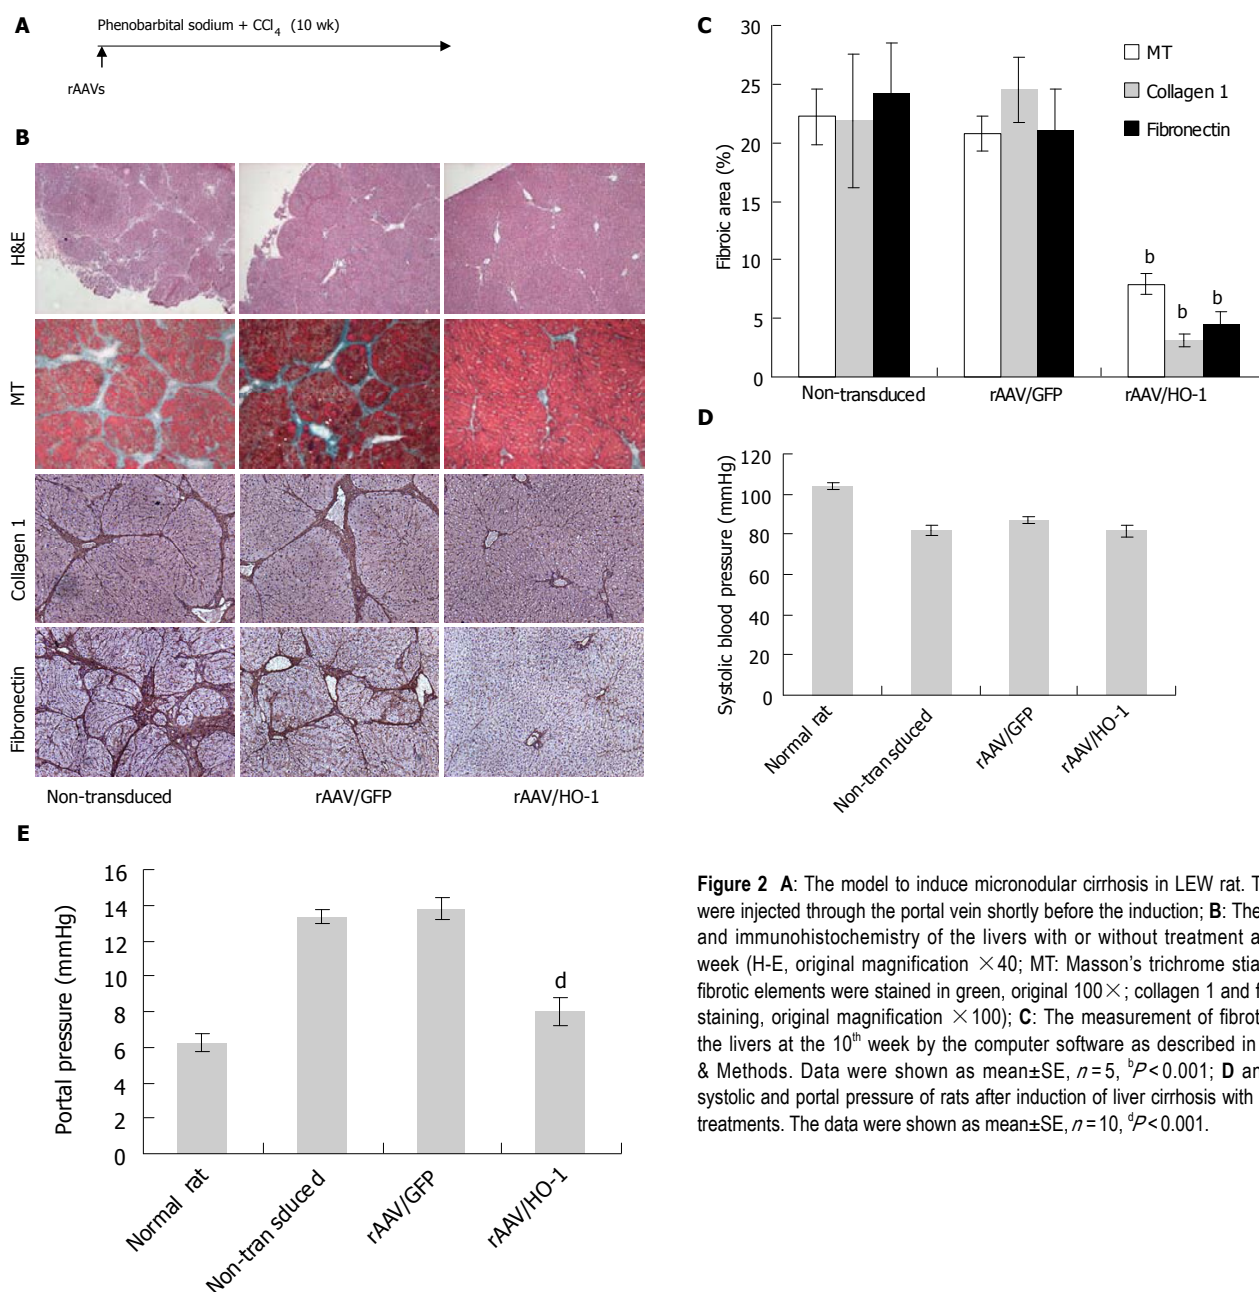 A
Phenobarbital sodium + CCl4 (10 wk)
rAAVs
B
H&E
MT
Collagen 1
Fibronectin
Non-transduced rAAV/GFP rAAV/HO-1
C
Fibroic area (%)
30
25
20
15
10
5
0
MT
Collagen 1
Fibronectin
b
b
b
Non-transduced rAAV/GFP rAAV/HO-1
D
Systolic blood pressure (mmHg)
120
100
80
60
40
20
0
Normal rat
Non-transduced
rAAV/GFP
rAAV/HO-1
E
Portal pressure (mmHg)
16
14
12
10
8
6
4
2
0
d
Normal rat
Non-tran sduced
rAAV/GFP
rAAV/HO-1
Figure 2 A: The model to induce micronodular cirrhosis in LEW rat. T
were injected through the portal vein shortly before the induction; B: The
and immunohistochemistry of the livers with or without treatment a
week (H-E, original magnification ×40; MT: Masson's trichrome stia
fibrotic elements were stained in green, original 100×; collagen 1 and f
staining, original magnification ×100); C: The measurement of fibrot
the livers at the 10th week by the computer software as described in
& Methods. Data were shown as mean±SE, n=5, bP<0.001; D an
systolic and portal pressure of rats after induction of liver cirrhosis with
treatments. The data were shown as mean±SE, n=10, dP<0.001.